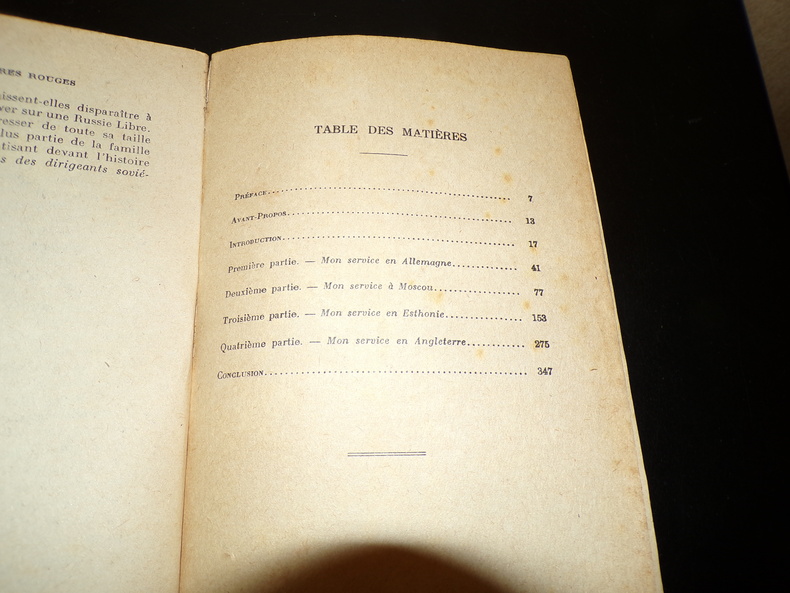 RES ROUGES
issent-elles disparaître à
ver sur une Russie Libre.
resser de toute sa taille
lus partie de la famille
tisant devant l'histoire
s des dirigeants sovié-
TABLE DES MATIÈRES
Préface 7
Avant-Propos 13
Introduction 17
Première partie. — Mon service en Allemagne 41
Deuxième partie. — Mon service à Moscou 77
Troisième partie. — Mon service en Esthonie 153
Quatrième partie. — Mon service en Angleterre 275
Conclusion 347